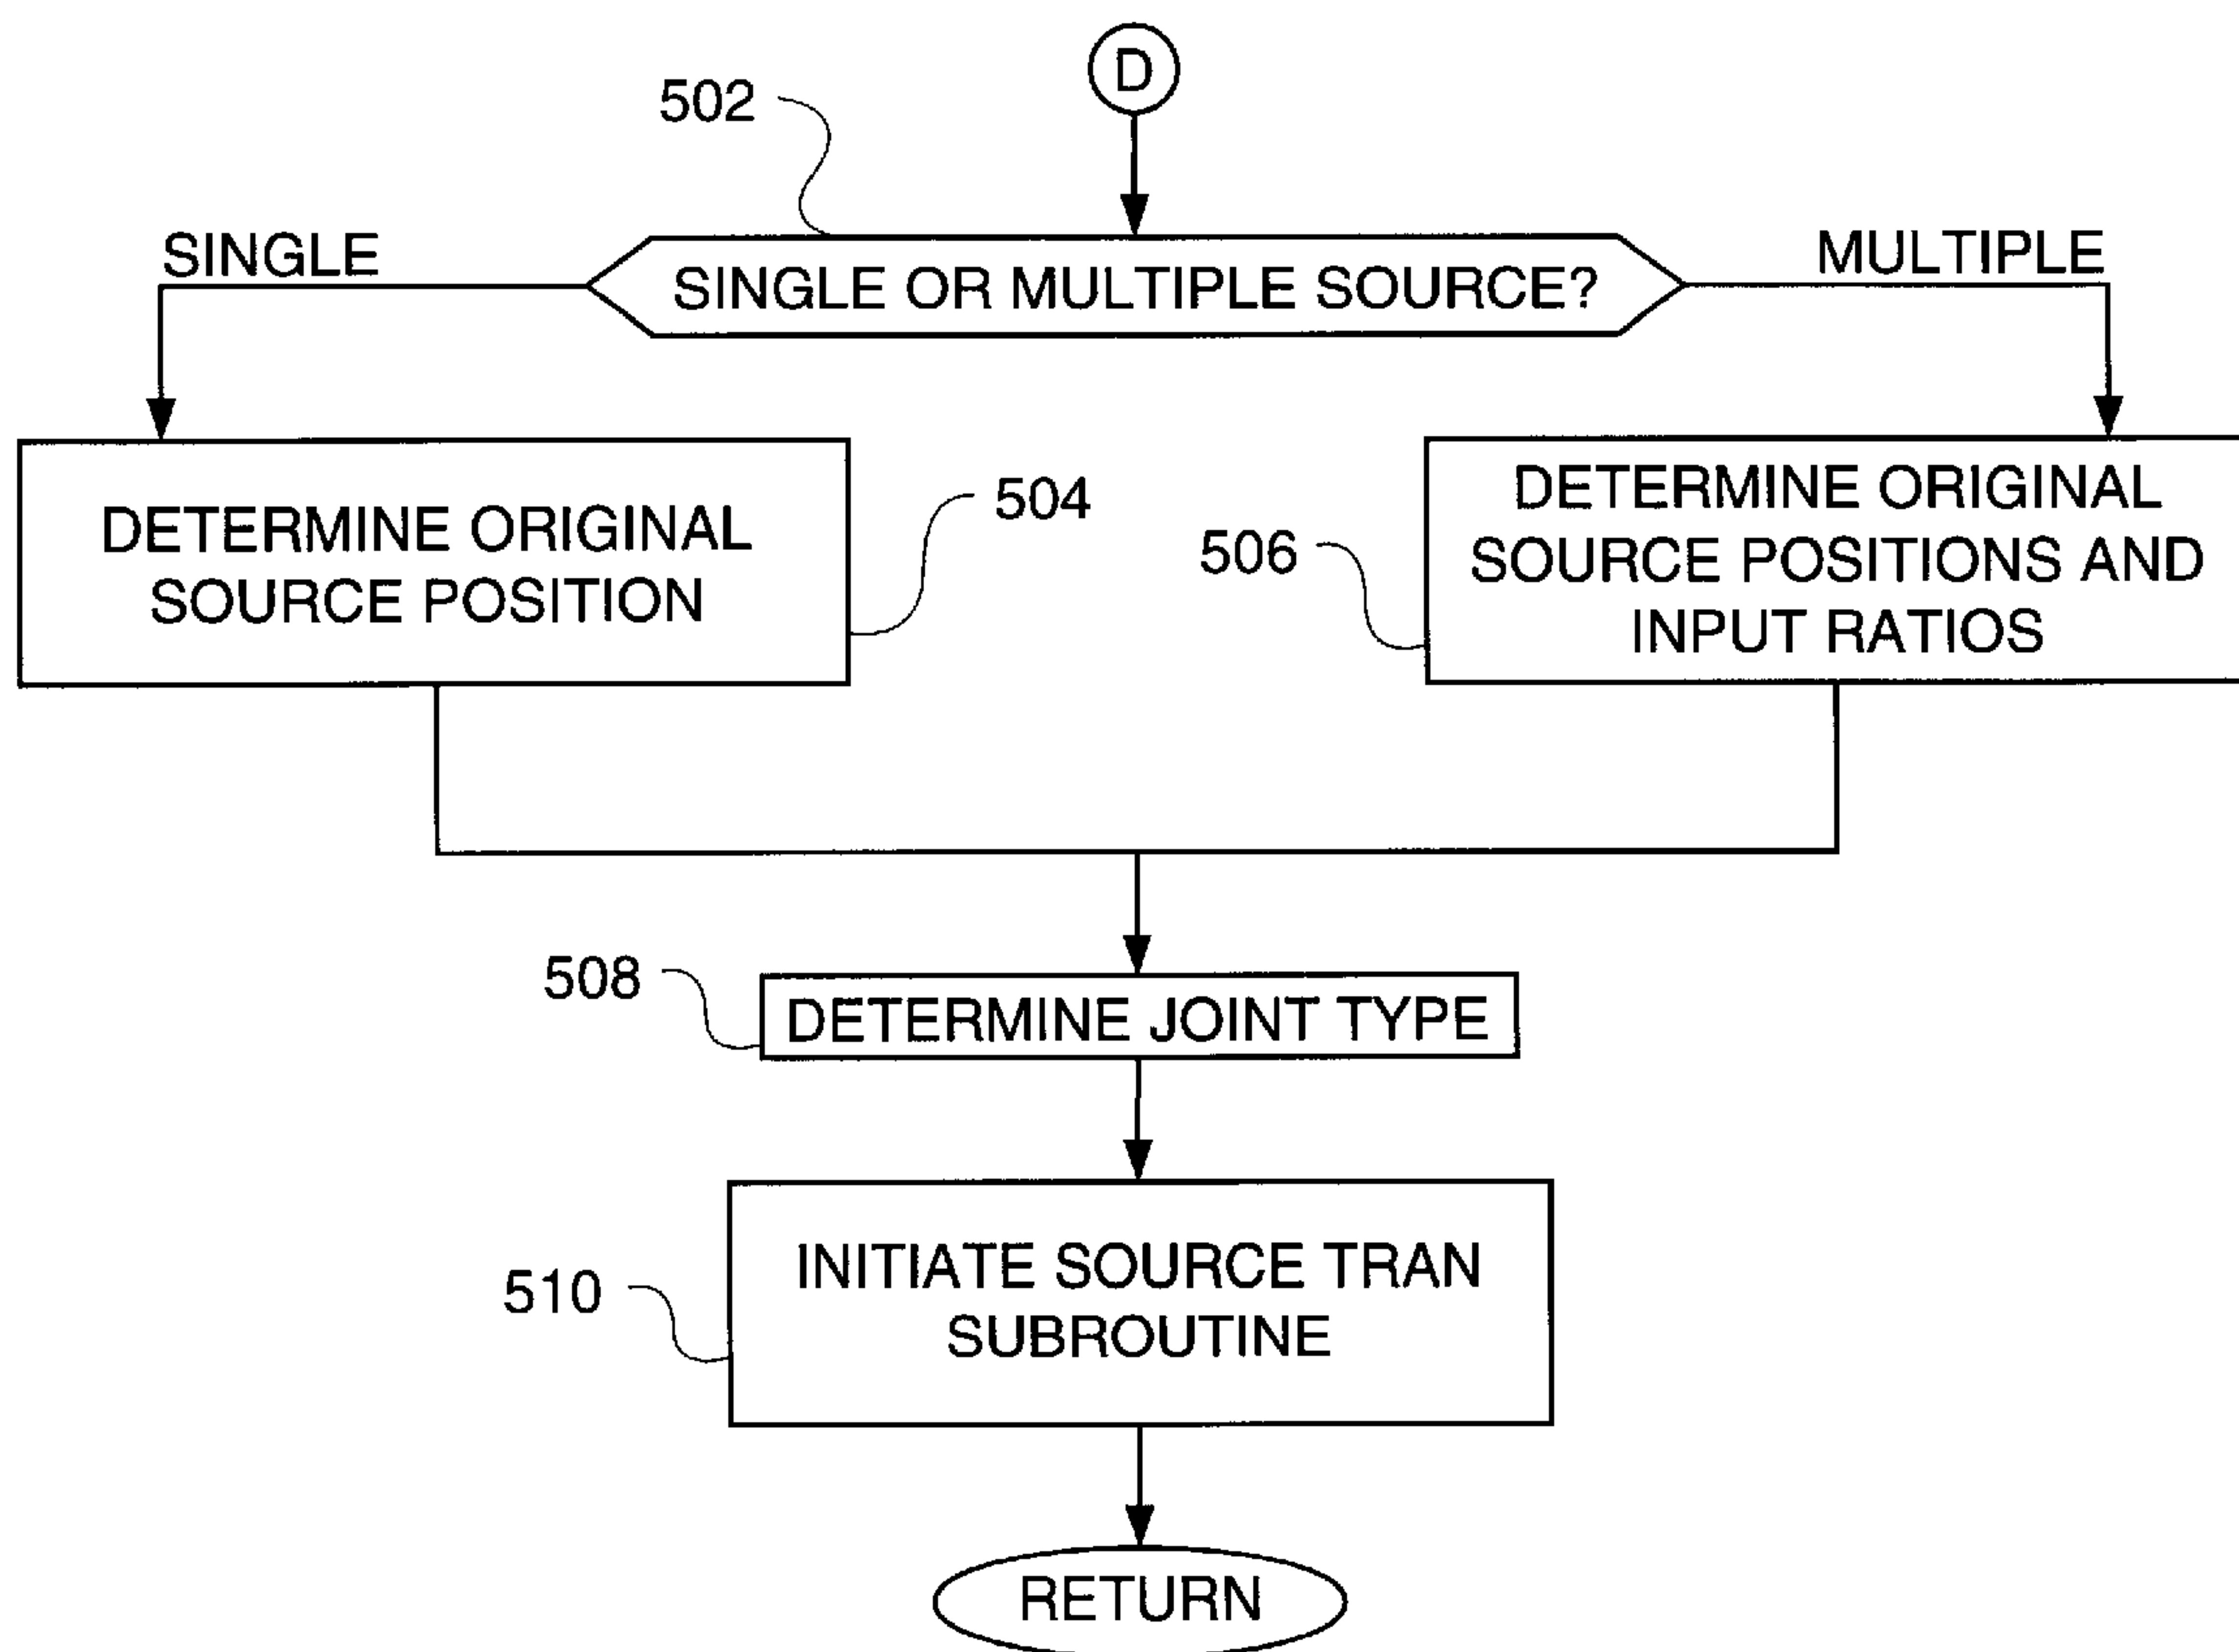 D
502
SINGLE
SINGLE OR MULTIPLE SOURCE?
MULTIPLE
DETERMINE ORIGINAL
SOURCE POSITION
504
506
DETERMINE ORIGINAL
SOURCE POSITIONS AND
INPUT RATIOS
508
DETERMINE JOINT TYPE
510
INITIATE SOURCE TRAN
SUBROUTINE
RETURN